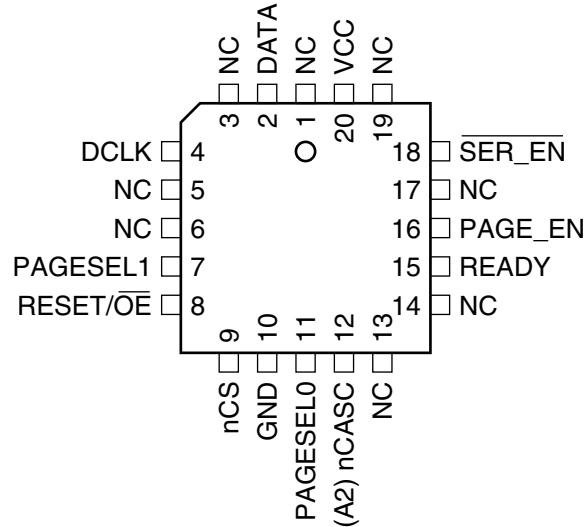 NC
DATA
NC
VCC
NC
3
2
1
20
19
DCLK 4
NC 5
NC 6
PAGESEL1 7
RESET/O̅E̅ 8
18 S̅E̅R̅_̅E̅N̅
17 NC
16 PAGE_EN
15 READY
14 NC
9
10
11
12
13
nCS
GND
PAGESEL0
(A2) nCASC
NC